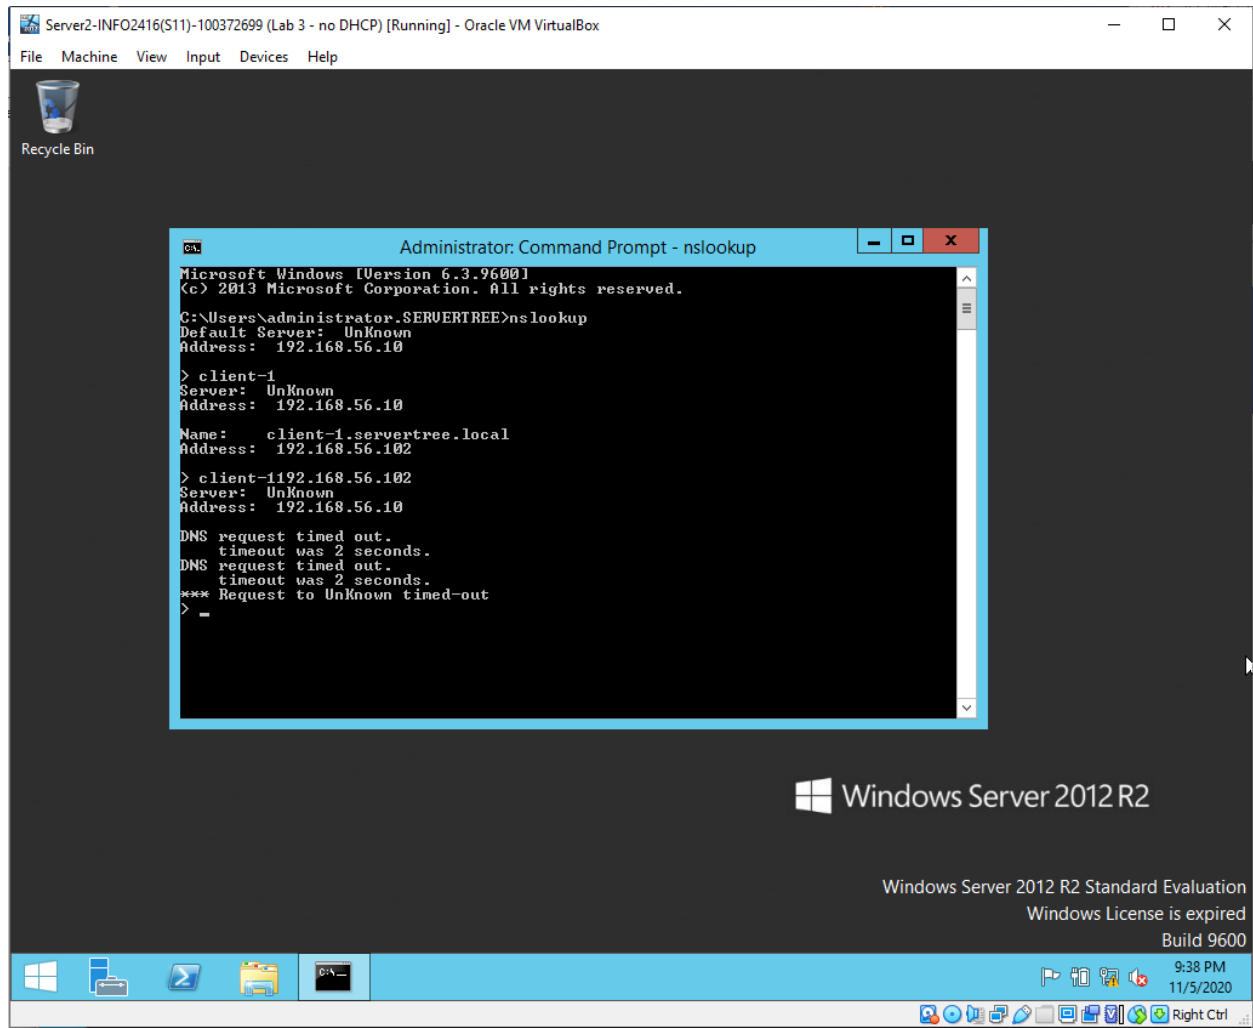 Server2-INFO2416(S11)-100372699 (Lab 3 - no DHCP) [Running] - Oracle VM VirtualBox
File Machine View Input Devices Help
Recycle Bin
Administrator: Command Prompt - nslookup
Microsoft Windows [Version 6.3.9600]
(c) 2013 Microsoft Corporation. All rights reserved.
C:\Users\administrator.SERVERTREE>nslookup
Default Server:  UnKnown
Address:  192.168.56.10
> client-1
Server:  UnKnown
Address:  192.168.56.10
Name:    client-1.servertree.local
Address:  192.168.56.102
> client-1192.168.56.102
Server:  UnKnown
Address:  192.168.56.10
DNS request timed out.
    timeout was 2 seconds.
DNS request timed out.
    timeout was 2 seconds.
*** Request to UnKnown timed-out
> _
Windows Server 2012 R2
Windows Server 2012 R2 Standard Evaluation
Windows License is expired
Build 9600
9:38 PM
11/5/2020
Right Ctrl